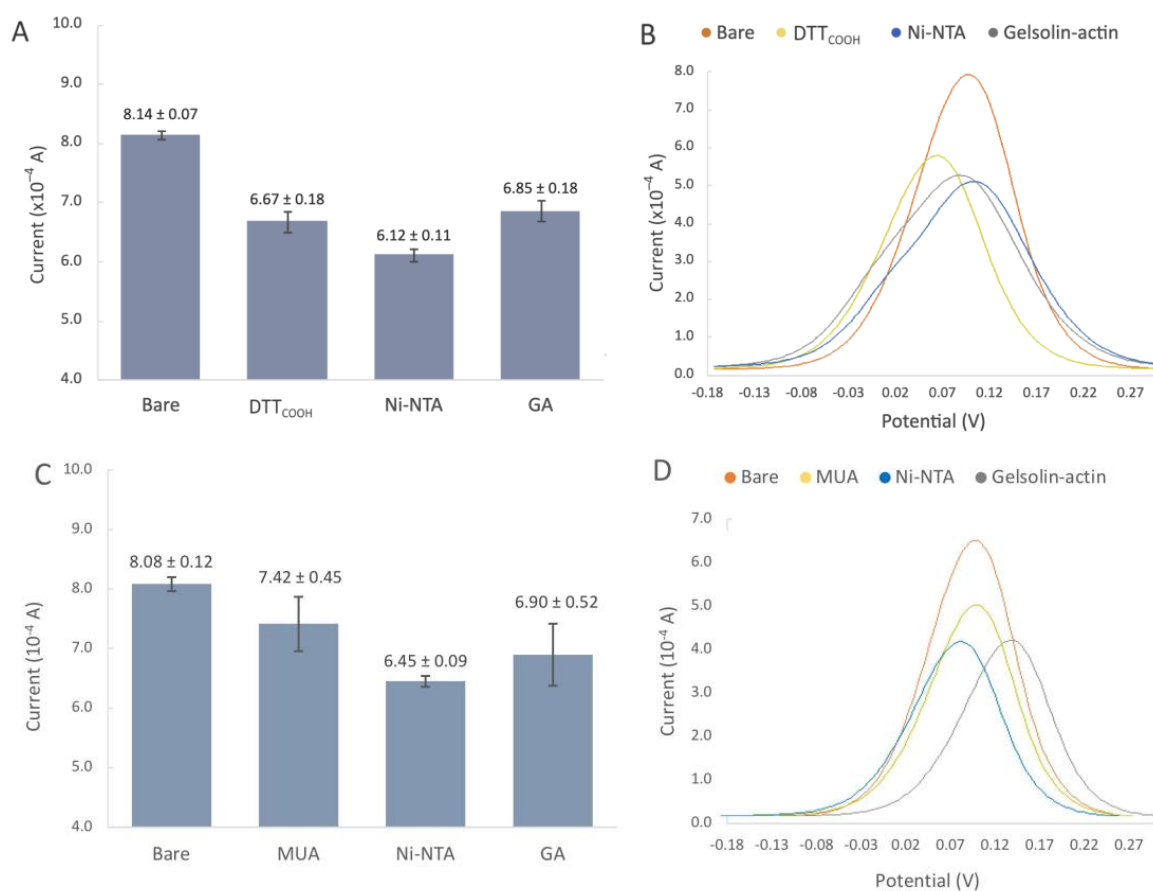 A
10.0
9.0
8.0
7.0
6.0
5.0
4.0
Current (x10⁻⁴ A)
8.14 ± 0.07
6.67 ± 0.18
6.12 ± 0.11
6.85 ± 0.18
Bare DTT_COOH Ni-NTA GA
B
Bare DTT_COOH Ni-NTA Gelsolin-actin
8.0
7.0
6.0
5.0
4.0
3.0
2.0
1.0
0.0
Current (x10⁻⁴ A)
-0.18 -0.13 -0.08 -0.03 0.02 0.07 0.12 0.17 0.22 0.27
Potential (V)
C
10.0
9.0
8.0
7.0
6.0
5.0
4.0
Current (10⁻⁴ A)
8.08 ± 0.12
7.42 ± 0.45
6.45 ± 0.09
6.90 ± 0.52
Bare MUA Ni-NTA GA
D
Bare MUA Ni-NTA Gelsolin-actin
7.0
6.0
5.0
4.0
3.0
2.0
1.0
0.0
Current (10⁻⁴ A)
-0.18 -0.13 -0.08 -0.03 0.02 0.07 0.12 0.17 0.22 0.27
Potential (V)